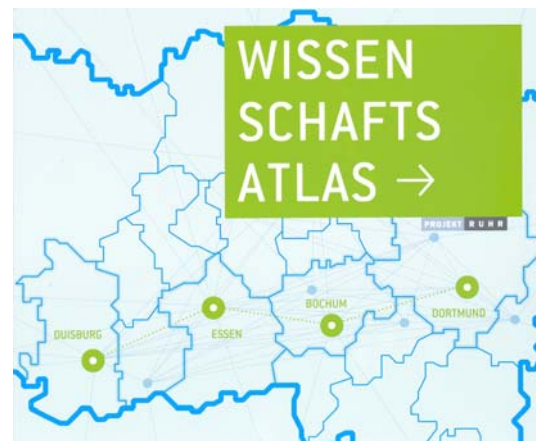 WISSEN
SCHAFTS
ATLAS →
PROJEKT RUHR
BOCHUM
DUISBURG
ESSEN
DORTMUND